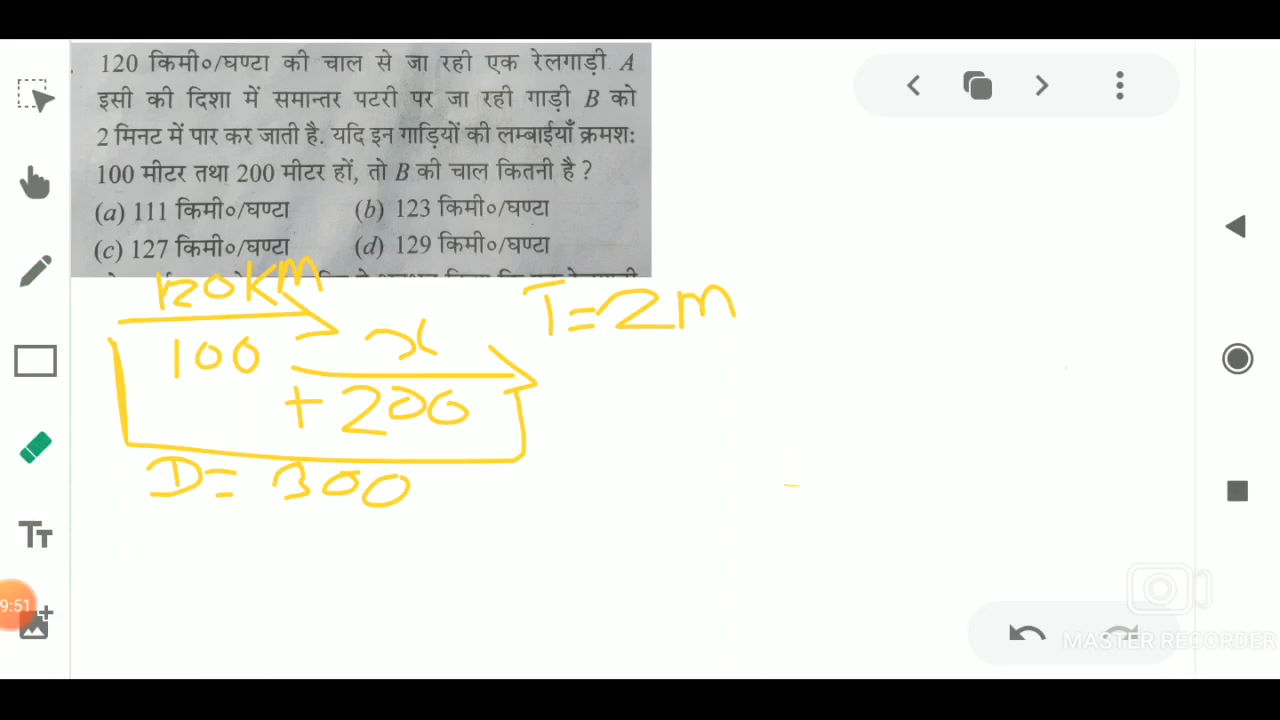 120 किमी०/घण्टा की चाल से जा रही एक रेलगाड़ी A
इसी की दिशा में समान्तर पटरी पर जा रही गाड़ी B को
2 मिनट में पार कर जाती है. यदि इन गाड़ियों की लम्बाईयाँ क्रमशः
100 मीटर तथा 200 मीटर हों, तो B की चाल कितनी है ?
(a) 111 किमी०/घण्टा (b) 123 किमी०/घण्टा
(c) 127 किमी०/घण्टा (d) 129 किमी०/घण्टा
120KM
T=2M
100
x
+200
D=300
Tт
9:51
MASTER RECORDER